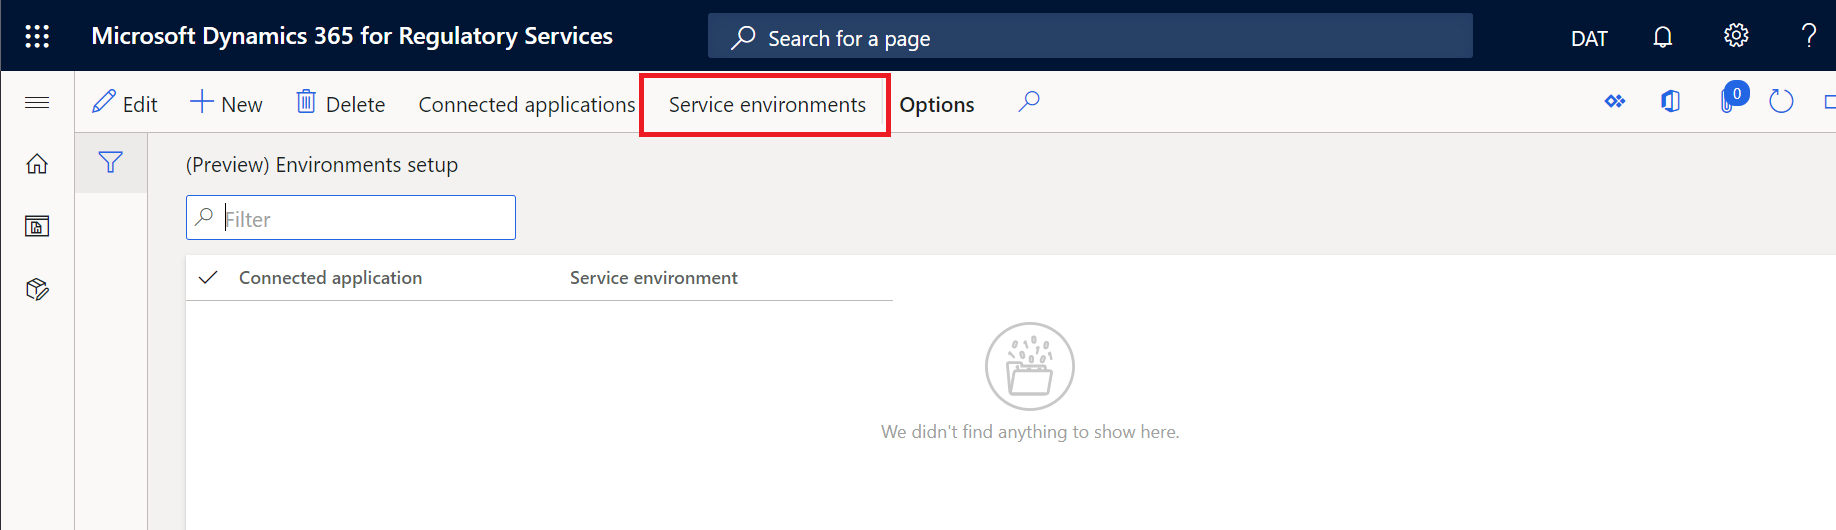 Microsoft Dynamics 365 for Regulatory Services
Search for a page
DAT
?
Edit
New
Delete
Connected applications
Service environments
Options
0
(Preview) Environments setup
Filter
Connected application
Service environment
We didn't find anything to show here.